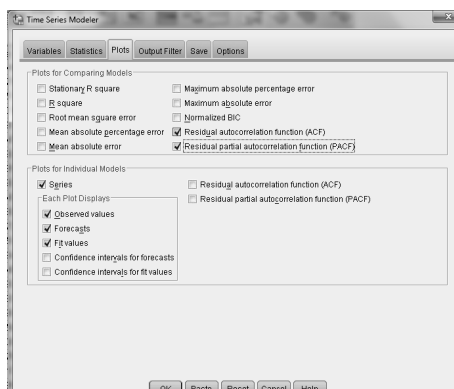 Time Series Modeler
Variables Statistics Plots Output Filter Save Options
Plots for Comparing Models
Stationary R square
Maximum absolute percentage error
R square
Maximum absolute error
Root mean square error
Normalized BIC
Mean absolute percentage error
Residual autocorrelation function (ACF)
Mean absolute error
Residual partial autocorrelation function (PACF)
Plots for Individual Models
Series
Residual autocorrelation function (ACF)
Each Plot Displays
Residual partial autocorrelation function (PACF)
Observed values
Forecasts
Fit values
Confidence intervals for forecasts
Confidence intervals for fit values
OK Paste Reset Cancel Help